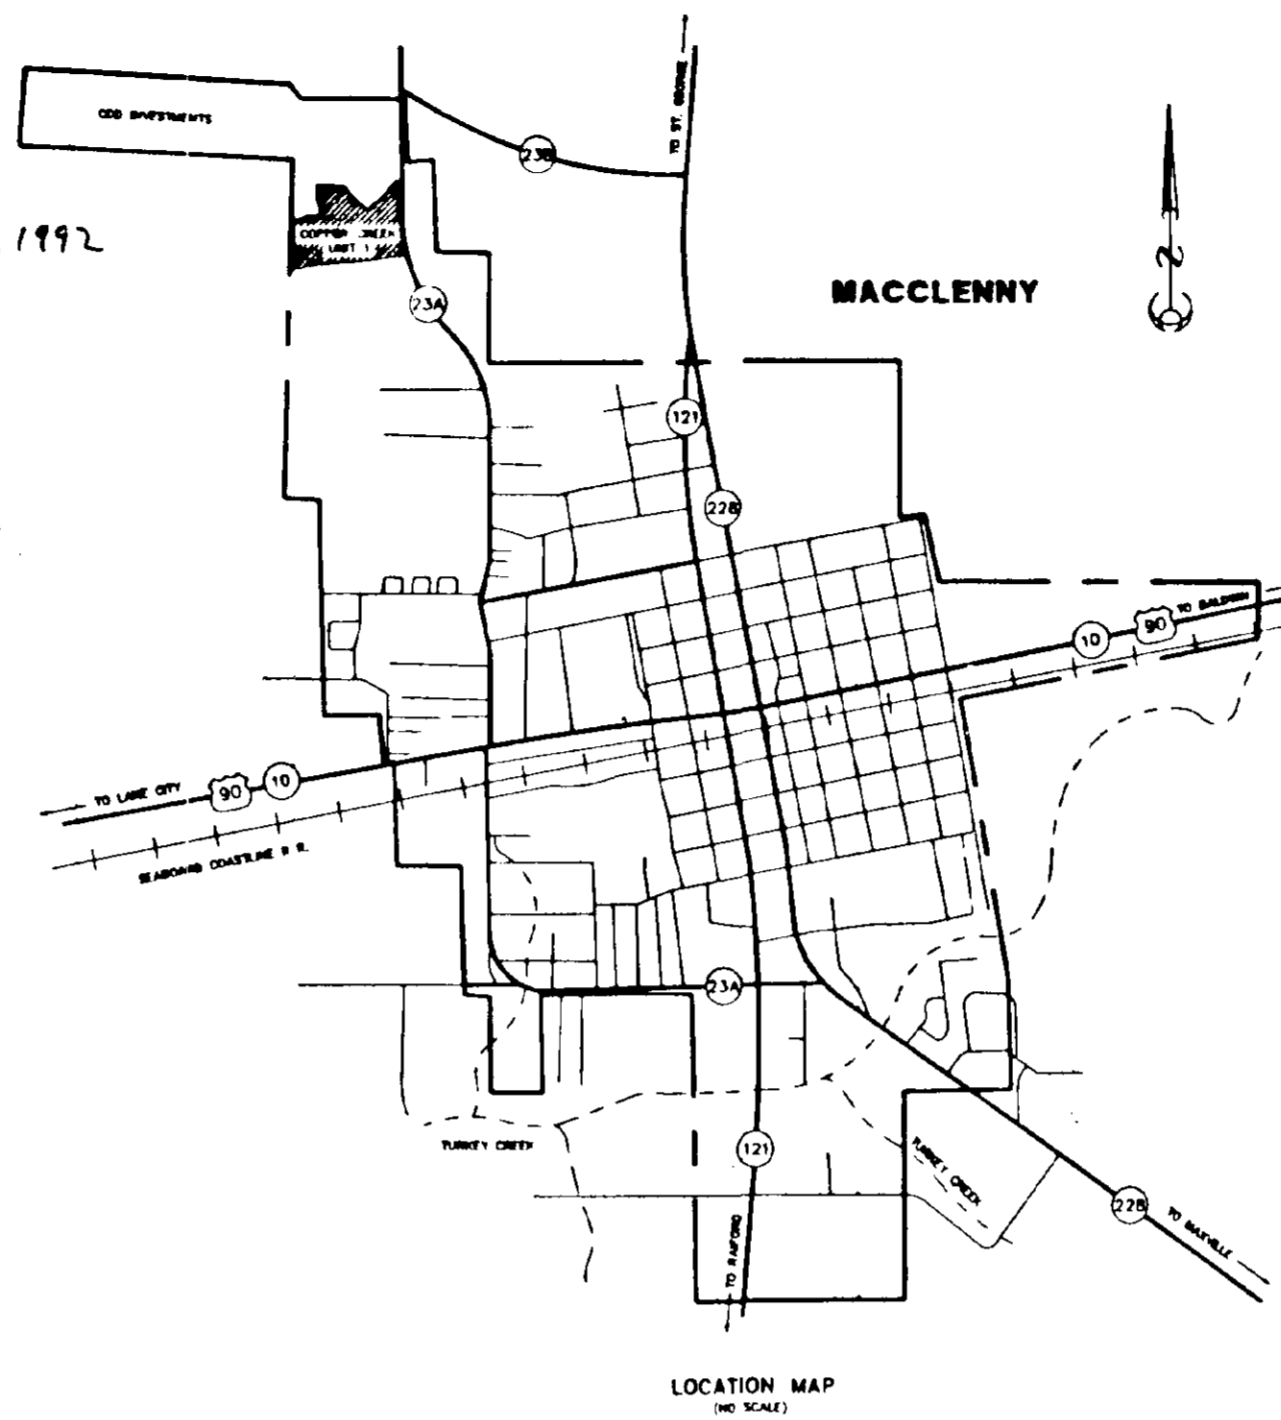 TO ST. GEORGE
ODD INVESTMENTS
23B
1992
COPPER CREEK
UNIT 1
N
23A
MACCLENNY
121
228
TO BALDWIN
10
90
TO LAKE CITY
90
10
SEABOARD COASTLINE R.R.
23A
TURKEY CREEK
121
TURKEY CREEK
228
TO MAXVILLE
TO RAIFORD
LOCATION MAP
(NO SCALE)